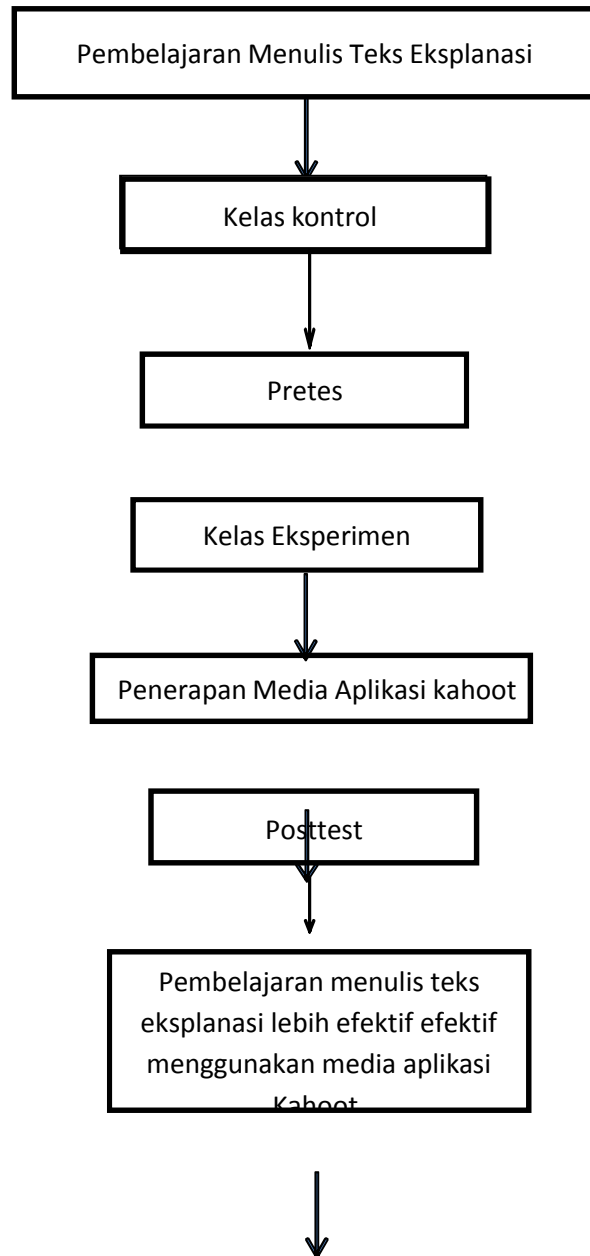 Pembelajaran Menulis Teks Eksplanasi
Kelas kontrol
Pretes
Kelas Eksperimen
Penerapan Media Aplikasi kahoot
Posttest
Pembelajaran menulis teks
eksplanasi lebih efektif efektif
menggunakan media aplikasi
Kahoot